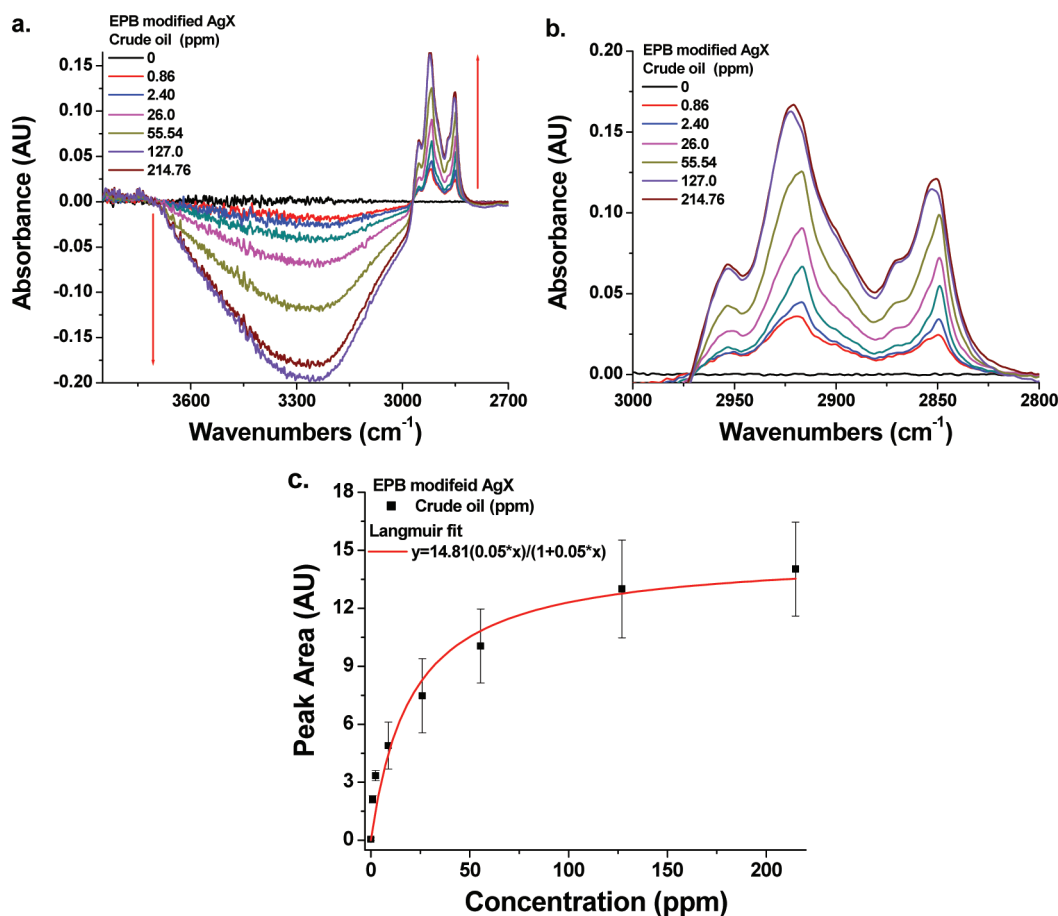 a.
EPB modified AgX
Crude oil (ppm)
0
0.86
2.40
26.0
55.54
127.0
214.76
0.15
0.10
0.05
0.00
-0.05
-0.10
-0.15
-0.20
Absorbance (AU)
3600 3300 3000 2700
Wavenumbers (cm⁻¹)
b.
EPB modified AgX
Crude oil (ppm)
0
0.86
2.40
26.0
55.54
127.0
214.76
0.20
0.15
0.10
0.05
0.00
Absorbance (AU)
3000 2950 2900 2850 2800
Wavenumbers (cm⁻¹)
c.
EPB modifeid AgX
Crude oil (ppm)
Langmuir fit
y=14.81(0.05*x)/(1+0.05*x)
18
15
12
9
6
3
0
Peak Area (AU)
0 50 100 150 200
Concentration (ppm)